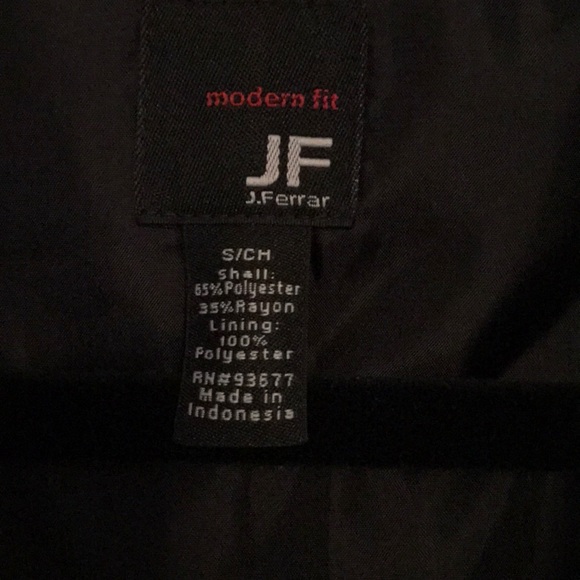 modern fit
JF
J.Ferrar
S/CH
Shell:
65%Polyester
35%Rayon
Lining:
100%
Polyester
RN#93677
Made in
Indonesia